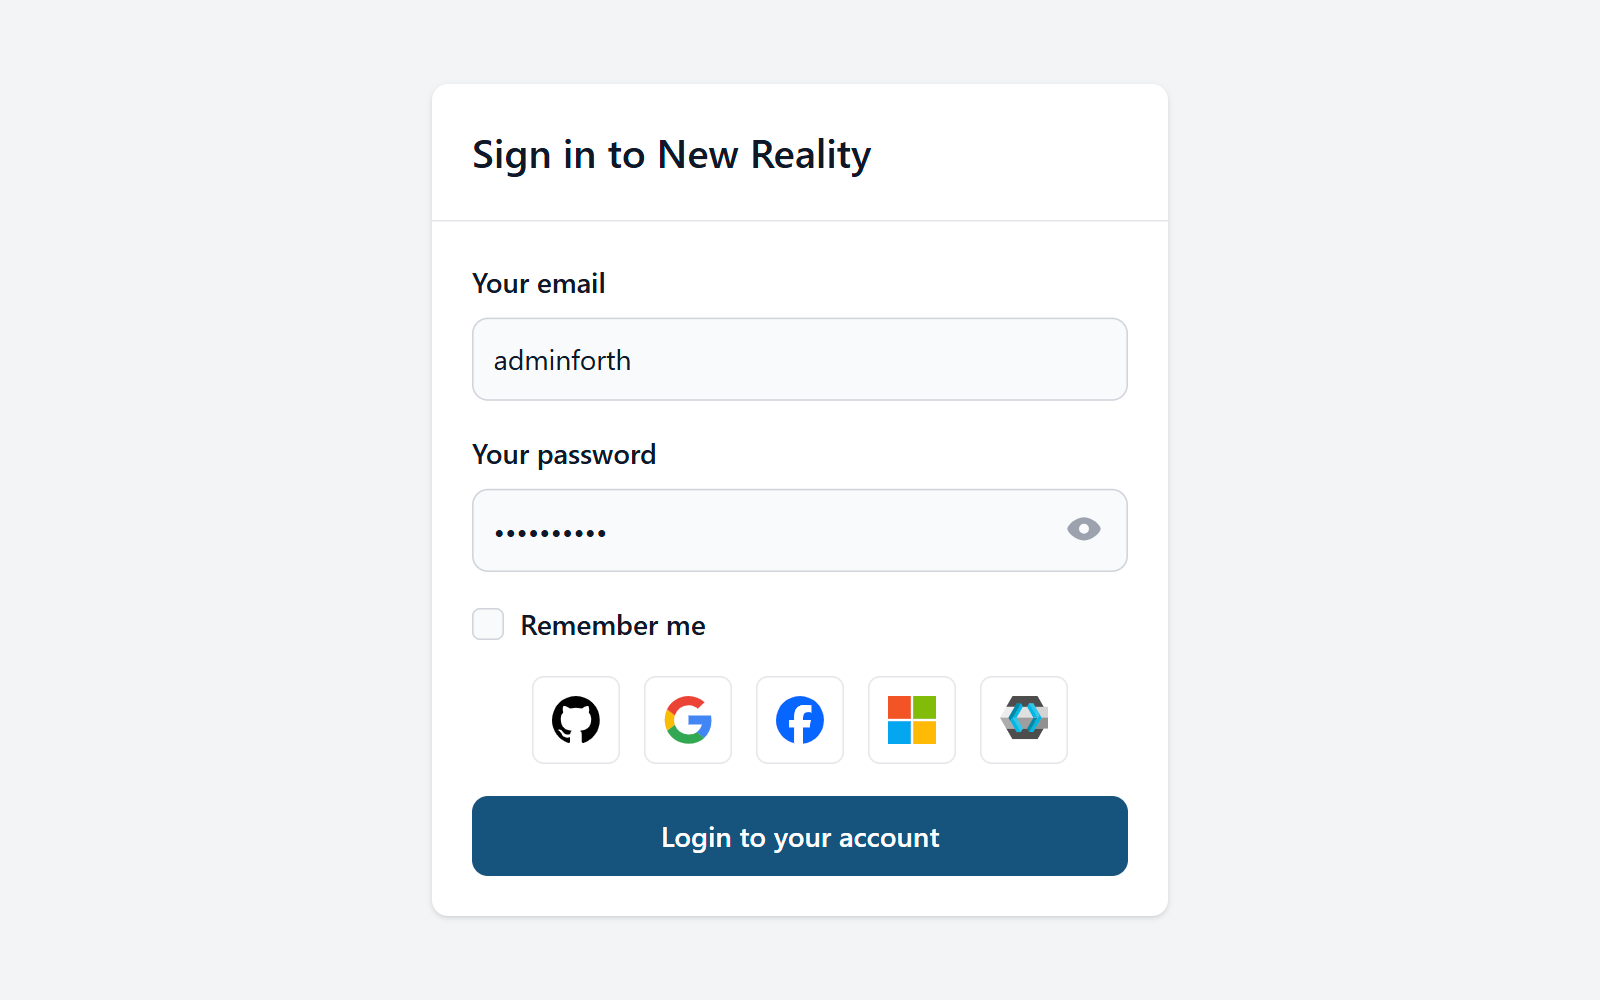 Sign in to New Reality
Your email
adminforth
Your password
••••••••••
Remember me
Login to your account